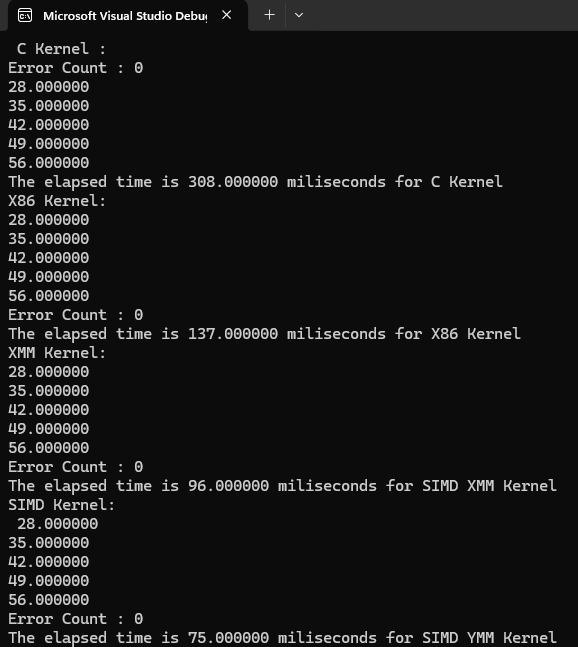 Microsoft Visual Studio Debu
C Kernel :
Error Count : 0
28.000000
35.000000
42.000000
49.000000
56.000000
The elapsed time is 308.000000 miliseconds for C Kernel
X86 Kernel:
28.000000
35.000000
42.000000
49.000000
56.000000
Error Count : 0
The elapsed time is 137.000000 miliseconds for X86 Kernel
XMM Kernel:
28.000000
35.000000
42.000000
49.000000
56.000000
Error Count : 0
The elapsed time is 96.000000 miliseconds for SIMD XMM Kernel
SIMD Kernel:
28.000000
35.000000
42.000000
49.000000
56.000000
Error Count : 0
The elapsed time is 75.000000 miliseconds for SIMD YMM Kernel